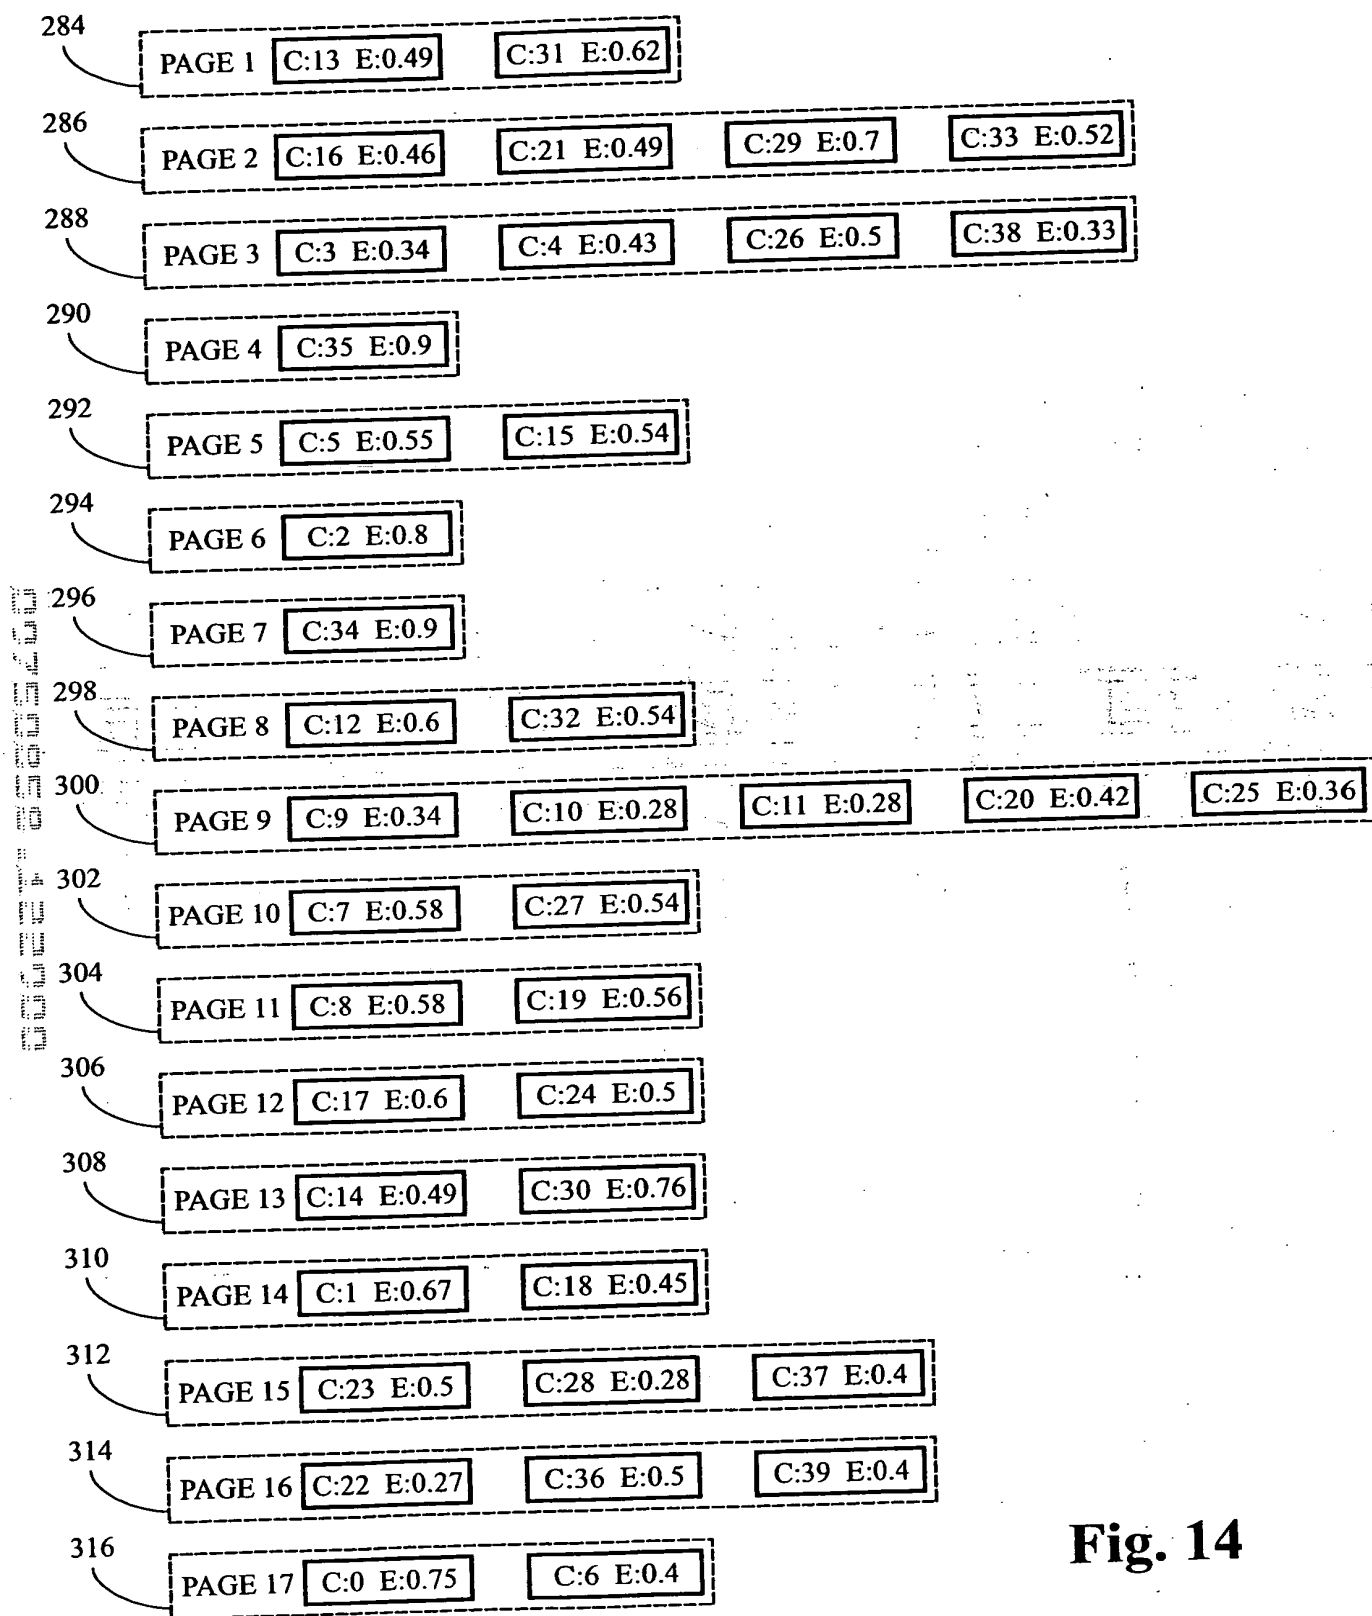 284
PAGE 1 C:13 E:0.49 C:31 E:0.62
286
PAGE 2 C:16 E:0.46 C:21 E:0.49 C:29 E:0.7 C:33 E:0.52
288
PAGE 3 C:3 E:0.34 C:4 E:0.43 C:26 E:0.5 C:38 E:0.33
290
PAGE 4 C:35 E:0.9
292
PAGE 5 C:5 E:0.55 C:15 E:0.54
294
PAGE 6 C:2 E:0.8
296
PAGE 7 C:34 E:0.9
298
PAGE 8 C:12 E:0.6 C:32 E:0.54
300
PAGE 9 C:9 E:0.34 C:10 E:0.28 C:11 E:0.28 C:20 E:0.42 C:25 E:0.36
302
PAGE 10 C:7 E:0.58 C:27 E:0.54
304
PAGE 11 C:8 E:0.58 C:19 E:0.56
306
PAGE 12 C:17 E:0.6 C:24 E:0.5
308
PAGE 13 C:14 E:0.49 C:30 E:0.76
310
PAGE 14 C:1 E:0.67 C:18 E:0.45
312
PAGE 15 C:23 E:0.5 C:28 E:0.28 C:37 E:0.4
314
PAGE 16 C:22 E:0.27 C:36 E:0.5 C:39 E:0.4
316
PAGE 17 C:0 E:0.75 C:6 E:0.4
Fig. 14